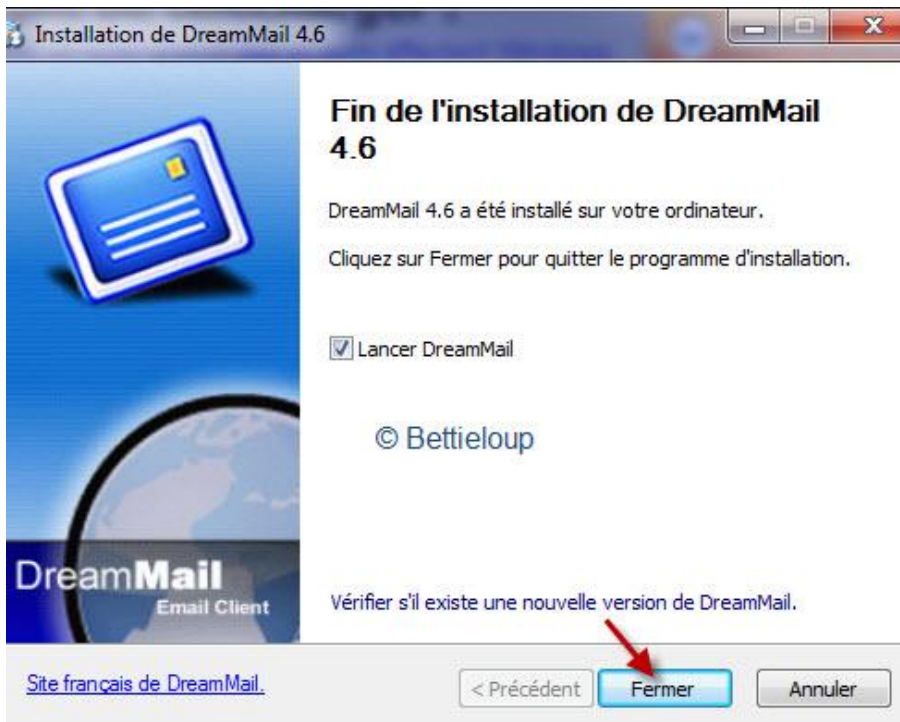 Installation de DreamMail 4.6
Fin de l'installation de DreamMail
4.6
DreamMail 4.6 a été installé sur votre ordinateur.
Cliquez sur Fermer pour quitter le programme d'installation.
Lancer DreamMail
© Bettieloup
DreamMail
Email Client
Vérifier s'il existe une nouvelle version de DreamMail.
Site français de DreamMail.
< Précédent
Fermer
Annuler